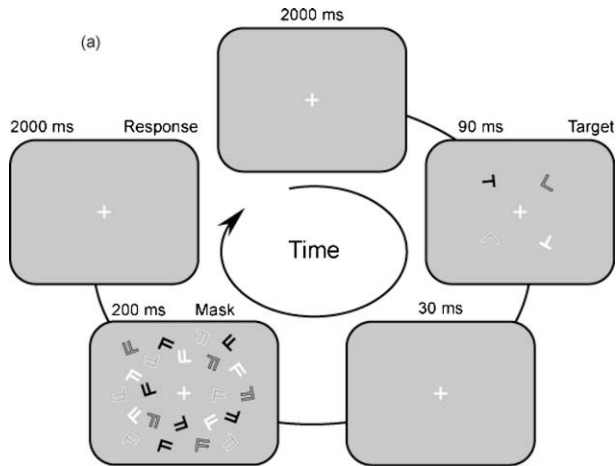 2000 ms
(a)
2000 ms Response
90 ms Target
Time
200 ms Mask
30 ms